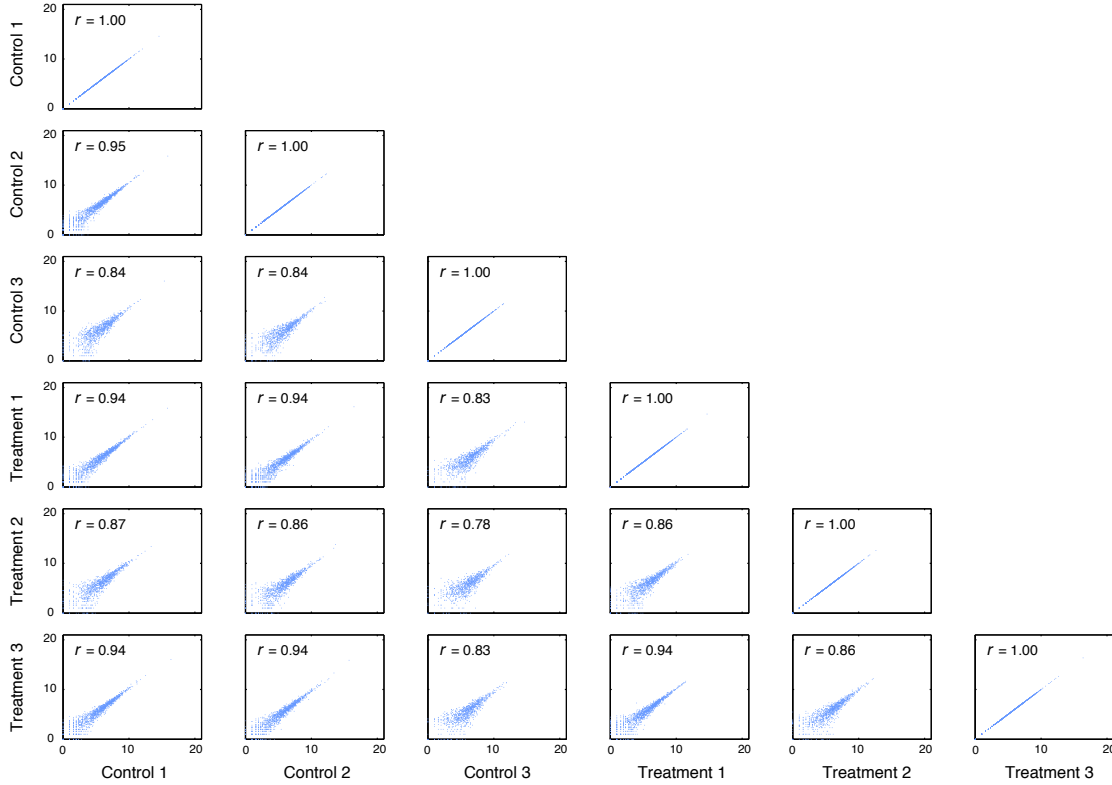 20
r = 1.00
10
0
Control 1
20
r = 0.95
r = 1.00
10
0
Control 2
20
r = 0.84
r = 0.84
r = 1.00
10
0
Control 3
20
r = 0.94
r = 0.94
r = 0.83
r = 1.00
10
0
Treatment 1
20
r = 0.87
r = 0.86
r = 0.78
r = 0.86
r = 1.00
10
0
Treatment 2
20
r = 0.94
r = 0.94
r = 0.83
r = 0.94
r = 0.86
r = 1.00
10
0
Treatment 3
0 10 20
0 10 20
0 10 20
0 10 20
0 10 20
0 10 20
Control 1
Control 2
Control 3
Treatment 1
Treatment 2
Treatment 3